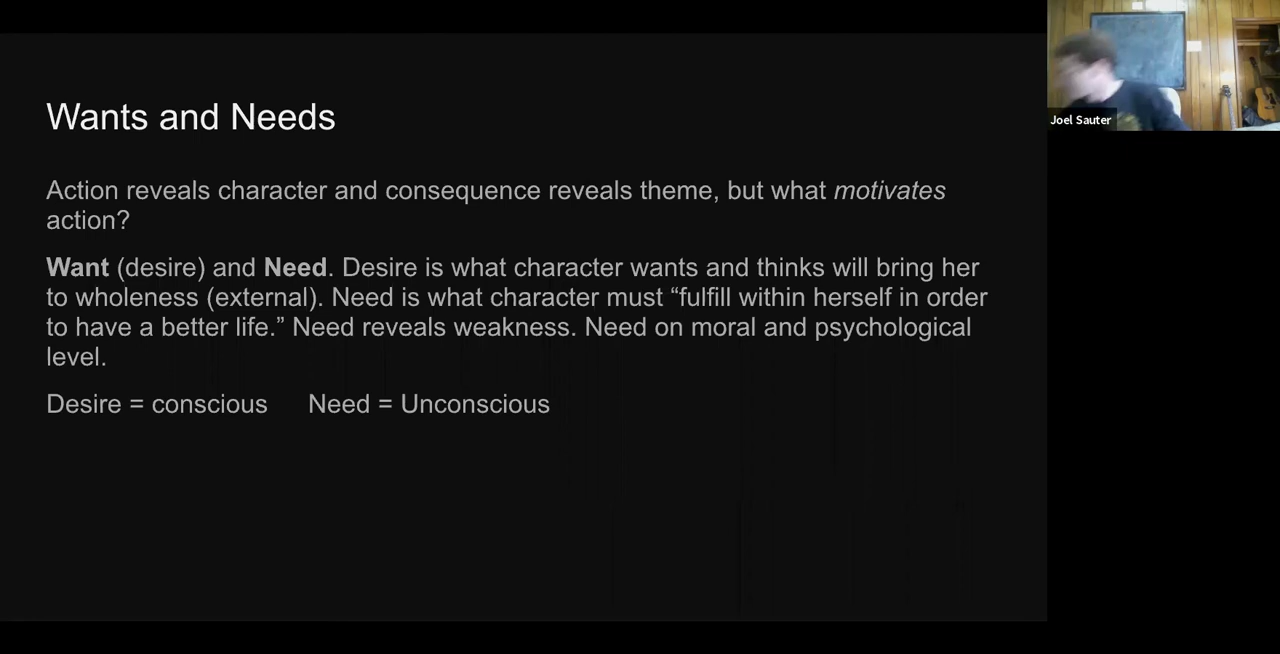 Wants and Needs
Action reveals character and consequence reveals theme, but what motivates
action?
Want (desire) and Need. Desire is what character wants and thinks will bring her
to wholeness (external). Need is what character must “fulfill within herself in order
to have a better life.” Need reveals weakness. Need on moral and psychological
level.
Desire = conscious Need = Unconscious
Joel Sauter